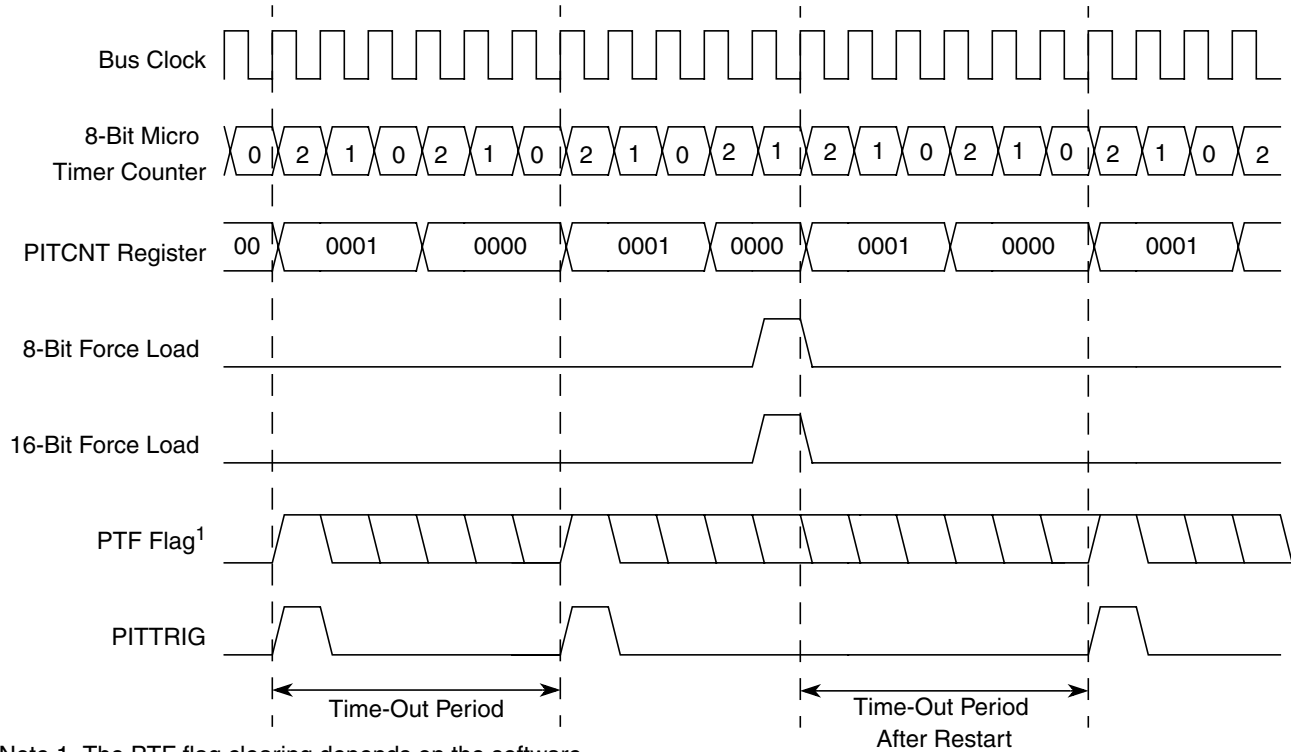 Bus Clock
8-Bit Micro
Timer Counter
0 2 1 0 2 1 0 2 1 0 2 1 2 1 0 2 1 0 2 1 0 2
PITCNT Register
00 0001 0000 0001 0000 0001 0000 0001
8-Bit Force Load
16-Bit Force Load
PTF Flag1
PITTRIG
Time-Out Period
Time-Out Period
After Restart
Note 1. The PTF flag clearing depends on the software